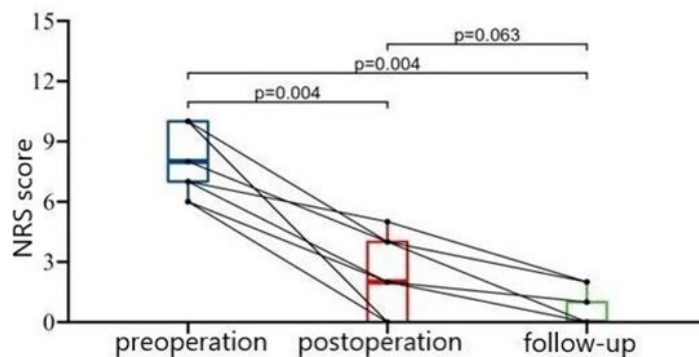 15
p=0.063
12
p=0.004
p=0.004
9
NRS score
6
3
0
preoperation postoperation follow-up